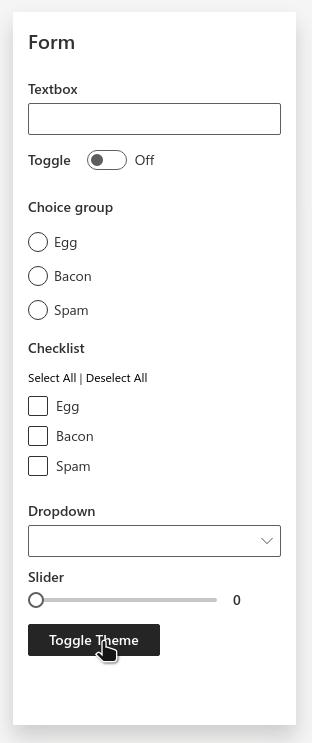 Form
Textbox
Toggle Off
Choice group
Egg
Bacon
Spam
Checklist
Select All | Deselect All
Egg
Bacon
Spam
Dropdown
Slider
0
Toggle Theme